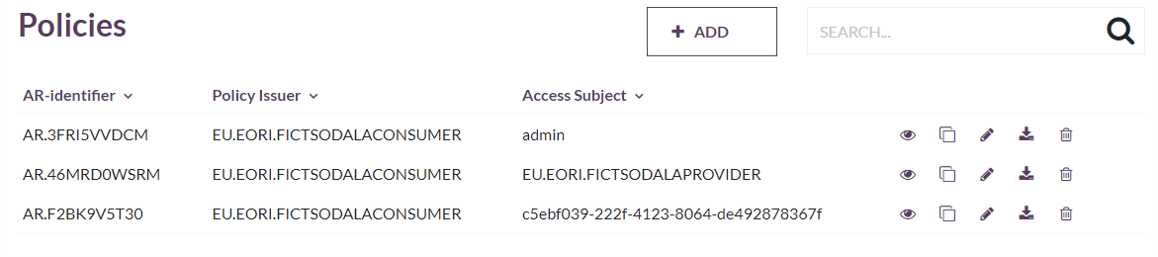 Policies
+ ADD
SEARCH...
AR-identifier Policy Issuer Access Subject
AR.3FRI5VVDCM EU.EORI.FICTSODALACONSUMER admin
AR.46MRD0WSRM EU.EORI.FICTSODALACONSUMER EU.EORI.FICTSODALAPROVIDER
AR.F2BK9V5T30 EU.EORI.FICTSODALACONSUMER c5ebf039-222f-4123-8064-de492878367f